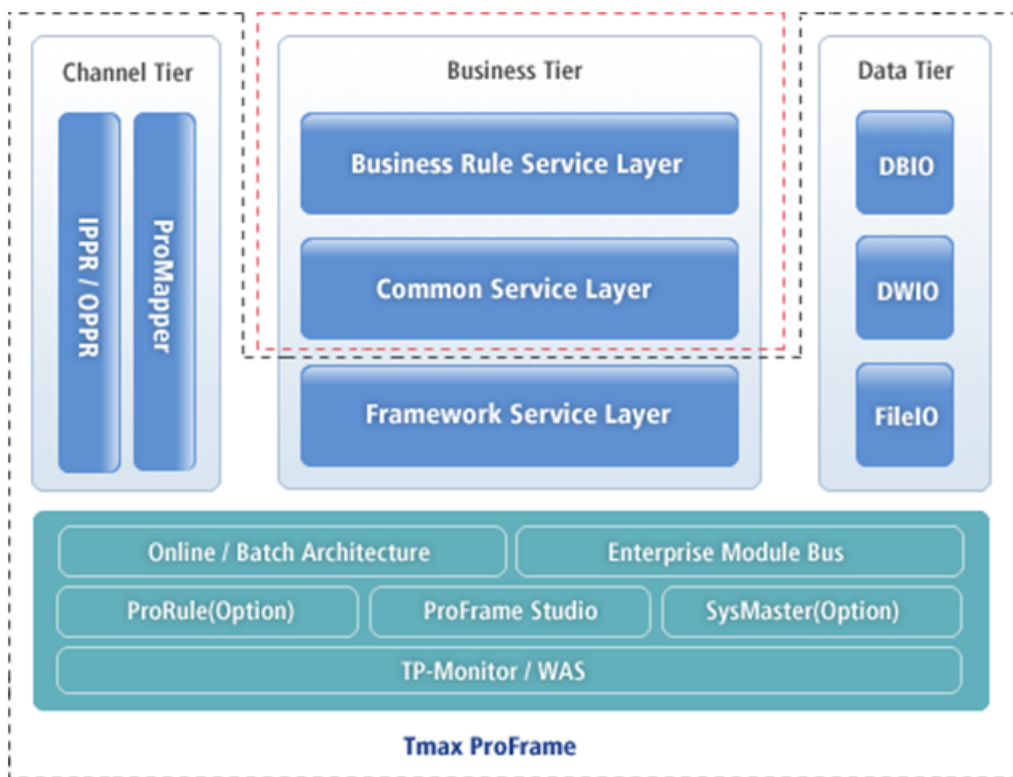 Channel Tier
IPPR / OPPR
ProMapper
Business Tier
Business Rule Service Layer
Common Service Layer
Framework Service Layer
Data Tier
DBIO
DWIO
FileIO
Online / Batch Architecture
Enterprise Module Bus
ProRule(Option)
ProFrame Studio
SysMaster(Option)
TP-Monitor / WAS
Tmax ProFrame